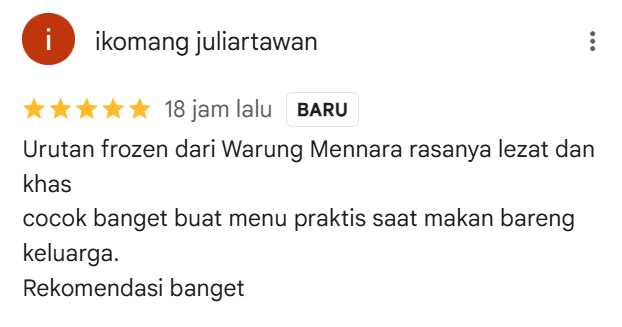 i
ikomang juliartawan
18 jam lalu BARU
Urutan frozen dari Warung Mennara rasanya lezat dan
khas
cocok banget buat menu praktis saat makan bareng
keluarga.
Rekomendasi banget